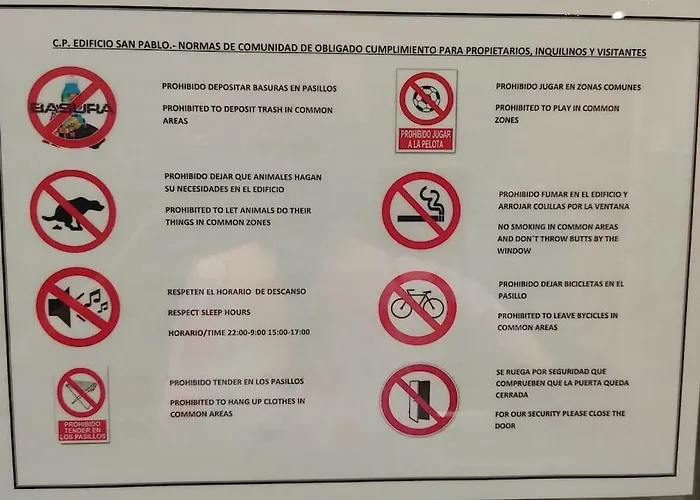 C.P. EDIFICIO SAN PABLO.- NORMAS DE COMUNIDAD DE OBLIGADO CUMPLIMIENTO PARA PROPIETARIOS, INQUILINOS Y VISITANTES
BASURA
PROHIBIDO DEPOSITAR BASURAS EN PASILLOS
PROHIBITED TO DEPOSIT TRASH IN COMMON
AREAS
PROHIBIDO JUGAR
A LA PELOTA
PROHIBIDO JUGAR EN ZONAS COMUNES
PROHIBITED TO PLAY IN COMMON
ZONES
PROHIBIDO DEJAR QUE ANIMALES HAGAN
SU NECESIDADES EN EL EDIFICIO
PROHIBITED TO LET ANIMALS DO THEIR
THINGS IN COMMON ZONES
PROHIBIDO FUMAR EN EL EDIFICIO Y
ARROJAR COLILLAS POR LA VENTANA
NO SMOKING IN COMMON AREAS
AND DON´T THROW BUTTS BY THE
WINDOW
RESPETEN EL HORARIO DE DESCANSO
RESPECT SLEEP HOURS
HORARIO/TIME 22:00-9:00 15:00-17:00
PROHIBIDO DEJAR BICICLETAS EN EL
PASILLO
PROHIBITED TO LEAVE BYCICLES IN
COMMON AREAS
PROHIBIDO
TENDER EN
LOS PASILLOS
PROHIBIDO TENDER EN LOS PASILLOS
PROHIBITED TO HANG UP CLOTHES IN
COMMON AREAS
SE RUEGA POR SEGURIDAD QUE
COMPRUEBEN QUE LA PUERTA QUEDA
CERRADA
FOR OUR SECURITY PLEASE CLOSE THE
DOOR